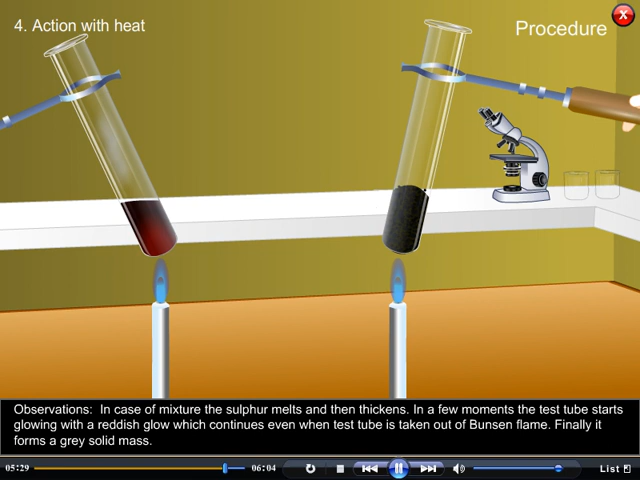 4. Action with heat
Procedure
X
Observations: In case of mixture the sulphur melts and then thickens. In a few moments the test tube starts
glowing with a reddish glow which continues even when test tube is taken out of Bunsen flame. Finally it
forms a grey solid mass.
05:29 06:04 List